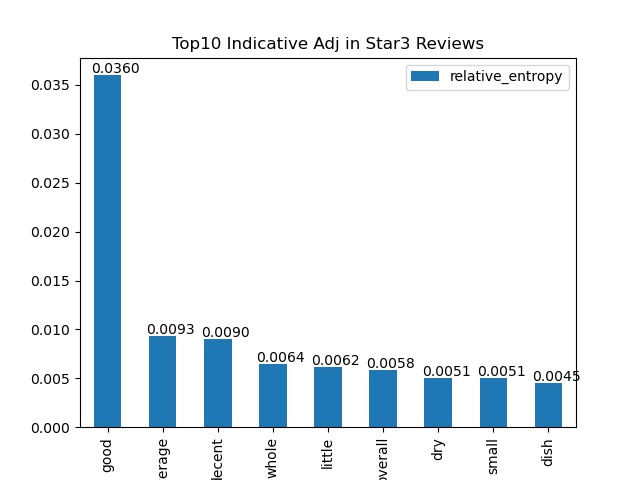 Top10 Indicative Adj in Star3 Reviews
relative_entropy
0.035
0.030
0.025
0.020
0.015
0.010
0.005
0.000
0.0360
0.0093
0.0090
0.0064
0.0062
0.0058
0.0051
0.0051
0.0045
good
erage
lecent
whole
little
overall
dry
small
dish